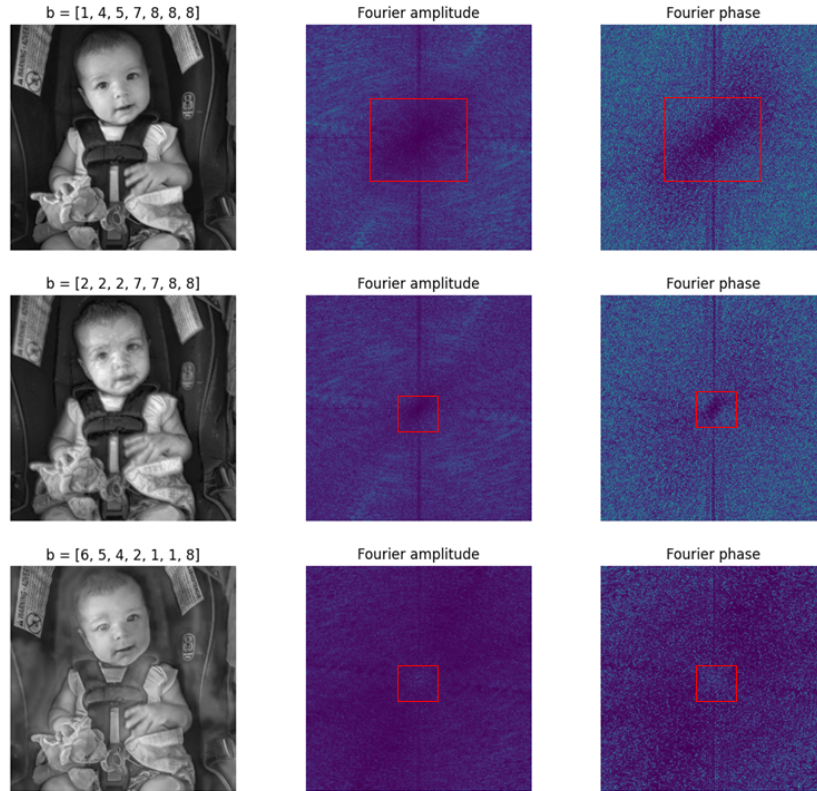 b = [1, 4, 5, 7, 8, 8, 8]
Fourier amplitude
Fourier phase
b = [2, 2, 2, 7, 7, 8, 8]
Fourier amplitude
Fourier phase
b = [6, 5, 4, 2, 1, 1, 8]
Fourier amplitude
Fourier phase